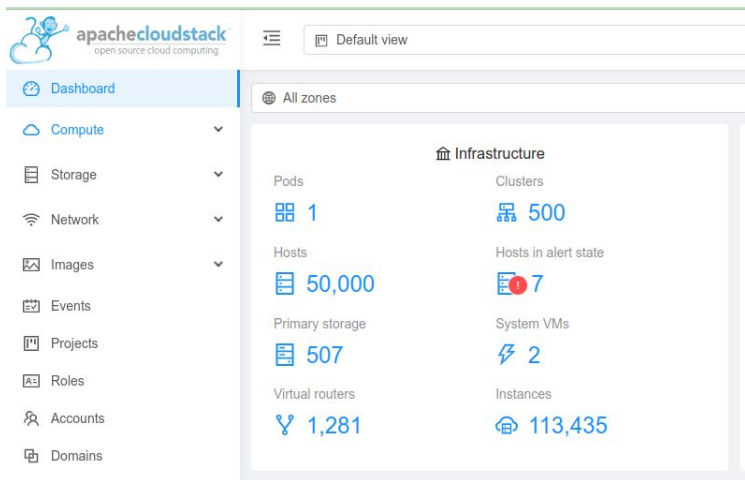 apachecloudstack™
open source cloud computing
Default view
Dashboard
All zones
Compute
Storage
Network
Images
Events
Projects
Roles
Accounts
Domains
Infrastructure
Pods
1
Clusters
500
Hosts
50,000
Hosts in alert state
7
Primary storage
507
System VMs
2
Virtual routers
1,281
Instances
113,435